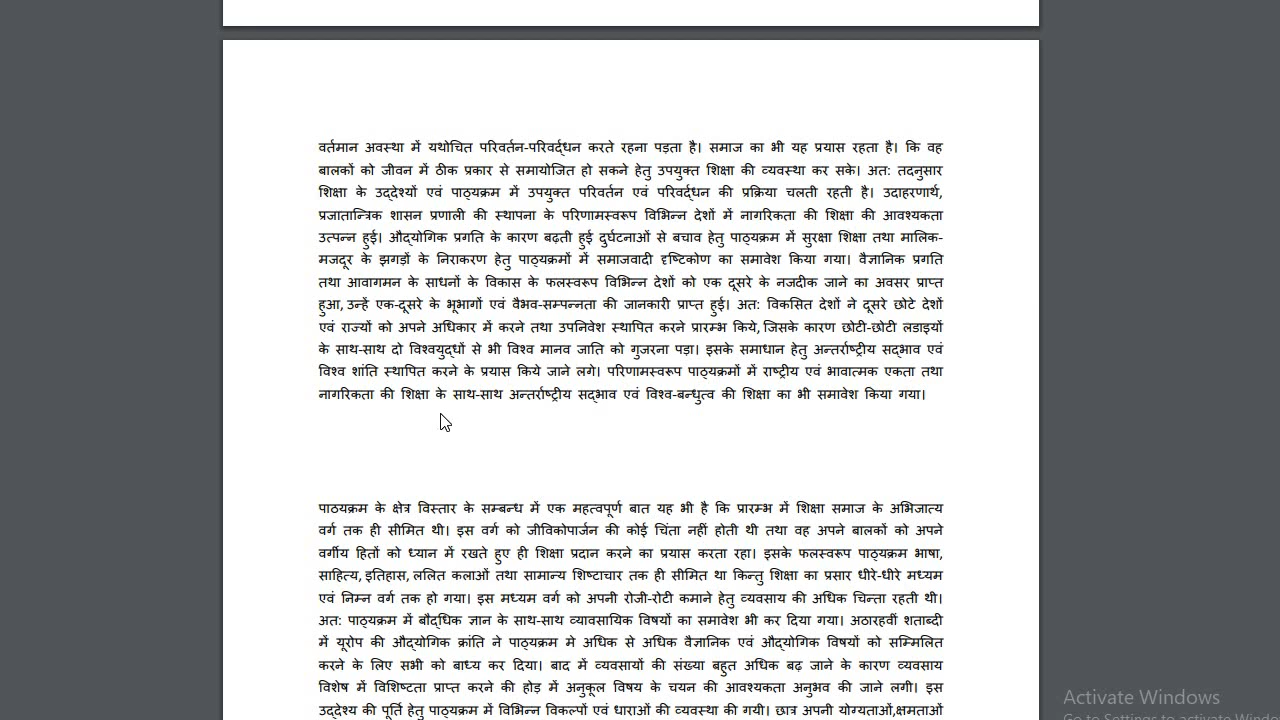 वर्तमान अवस्था में यथोचित परिवर्तन-परिवर्द्धन करते रहना पड़ता है। समाज का भी यह प्रयास रहता है। कि वह
बालकों को जीवन में ठीक प्रकार से समायोजित हो सकने हेतु उपयुक्त शिक्षा की व्यवस्था कर सके। अत: तदनुसार
शिक्षा के उद्देश्यों एवं पाठ्यक्रम में उपयुक्त परिवर्तन एवं परिवर्द्धन की प्रक्रिया चलती रहती है। उदाहरणार्थ,
प्रजातान्त्रिक शासन प्रणाली की स्थापना के परिणामस्वरूप विभिन्न देशों में नागरिकता की शिक्षा की आवश्यकता
उत्पन्न हुई। औद्योगिक प्रगति के कारण बढ़ती हुई दुर्घटनाओं से बचाव हेतु पाठ्यक्रम में सुरक्षा शिक्षा तथा मालिक-
मजदूर के झगड़ों के निराकरण हेतु पाठ्यक्रमों में समाजवादी दृष्टिकोण का समावेश किया गया। वैज्ञानिक प्रगति
तथा आवागमन के साधनों के विकास के फलस्वरूप विभिन्न देशों को एक दूसरे के नजदीक जाने का अवसर प्राप्त
हुआ, उन्हें एक-दूसरे के भूभागों एवं वैभव-सम्पन्नता की जानकारी प्राप्त हुई। अत: विकसित देशों ने दूसरे छोटे देशों
एवं राज्यों को अपने अधिकार में करने तथा उपनिवेश स्थापित करने प्रारम्भ किये, जिसके कारण छोटी-छोटी लडाइयों
के साथ-साथ दो विश्वयुद्धों से भी विश्व मानव जाति को गुजरना पड़ा। इसके समाधान हेतु अन्तर्राष्ट्रीय सद्भाव एवं
विश्व शांति स्थापित करने के प्रयास किये जाने लगे। परिणामस्वरूप पाठ्यक्रमों में राष्ट्रीय एवं भावात्मक एकता तथा
नागरिकता की शिक्षा के साथ-साथ अन्तर्राष्ट्रीय सद्भाव एवं विश्व-बन्धुत्व की शिक्षा का भी समावेश किया गया।
पाठयक्रम के क्षेत्र विस्तार के सम्बन्ध में एक महत्वपूर्ण बात यह भी है कि प्रारम्भ में शिक्षा समाज के अभिजात्य
वर्ग तक ही सीमित थी। इस वर्ग को जीविकोपार्जन की कोई चिंता नहीं होती थी तथा वह अपने बालकों को अपने
वर्गीय हितों को ध्यान में रखते हुए ही शिक्षा प्रदान करने का प्रयास करता रहा। इसके फलस्वरूप पाठ्यक्रम भाषा,
साहित्य, इतिहास, ललित कलाओं तथा सामान्य शिष्टाचार तक ही सीमित था किन्तु शिक्षा का प्रसार धीरे-धीरे मध्यम
एवं निम्न वर्ग तक हो गया। इस मध्यम वर्ग को अपनी रोजी-रोटी कमाने हेतु व्यवसाय की अधिक चिन्ता रहती थी।
अत: पाठ्यक्रम में बौद्धिक ज्ञान के साथ-साथ व्यावसायिक विषयों का समावेश भी कर दिया गया। अठारहवीं शताब्दी
में यूरोप की औद्योगिक क्रांति ने पाठ्यक्रम मे अधिक से अधिक वैज्ञानिक एवं औद्योगिक विषयों को सम्मिलित
करने के लिए सभी को बाध्य कर दिया। बाद में व्यवसायों की संख्या बहुत अधिक बढ़ जाने के कारण व्यवसाय
विशेष में विशिष्टता प्राप्त करने की होड़ में अनुकूल विषय के चयन की आवश्यकता अनुभव की जाने लगी। इस
उद्देश्य की पूर्ति हेतु पाठ्यक्रम में विभिन्न विकल्पों एवं धाराओं की व्यवस्था की गयी। छात्र अपनी योग्यताओं,क्षमताओं
Activate Windows
Go to Settings to activate Windo